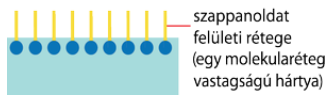 szappanoldat
felületi rétege
(egy molekularéteg
vastagságú hártya)